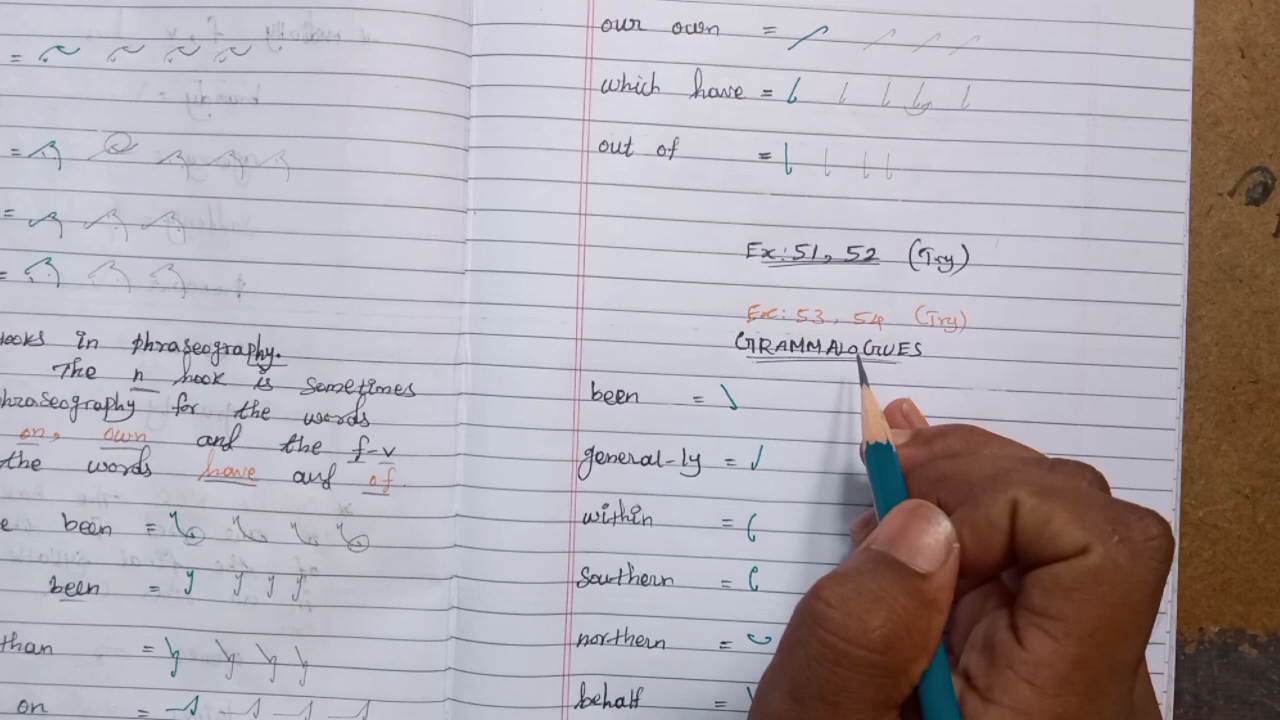 =
=
=
=
hooks in phraseography.
The n hook is sometimes
phraseography for the words
on, own and the f-v
the words have and of.
been =
been =
than =
on =
our own =
which have =
out of =
Ex: 51, 52 (Try)
Ex: 53, 54 (Try)
GRAMMALOGUES
been =
general-ly =
within =
Southern =
northern =
behalf =